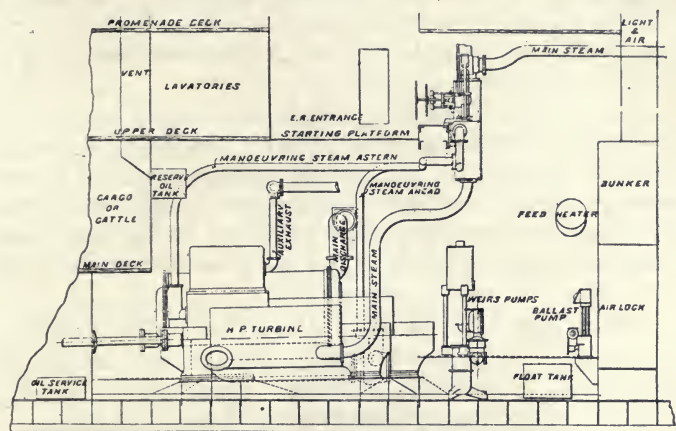 PROMENADE DECK
LIGHT
&
AIR
MAIN STEAM
VENT
LAVATORIES
E.R. ENTRANCE
UPPER DECK
STARTING PLATFORM
MANOEUVRING STEAM ASTERN
RESERVE
OIL
TANK
MANOEUVRING
STEAM AHEAD
BUNKER
CARGO
OR
CATTLE
AUXILIARY
EXHAUST
MAIN
DISCHARGE
FEED HEATER
MAIN DECK
MAIN STEAM
WEIRS PUMPS
BALLAST
PUMP
AIR LOCK
H.P. TURBINE
OIL SERVICE
TANK
FLOAT TANK